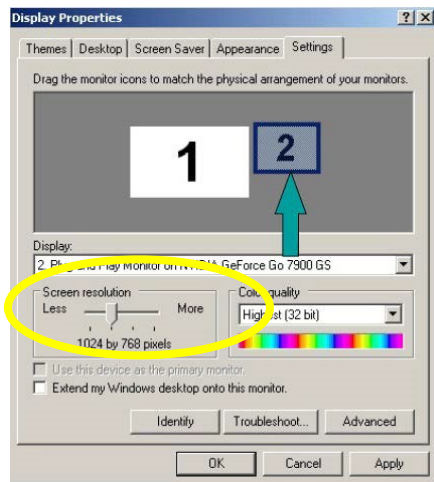 Display Properties
Themes Desktop Screen Saver Appearance Settings
Drag the monitor icons to match the physical arrangement of your monitors.
1 2
Display:
2. Plug and Play Monitor on NVIDIA GeForce Go 7900 GS
Screen resolution Color quality
Less More Highest (32 bit)
1024 by 768 pixels
Use this device as the primary monitor.
Extend my Windows desktop onto this monitor.
Identify Troubleshoot... Advanced
OK Cancel Apply